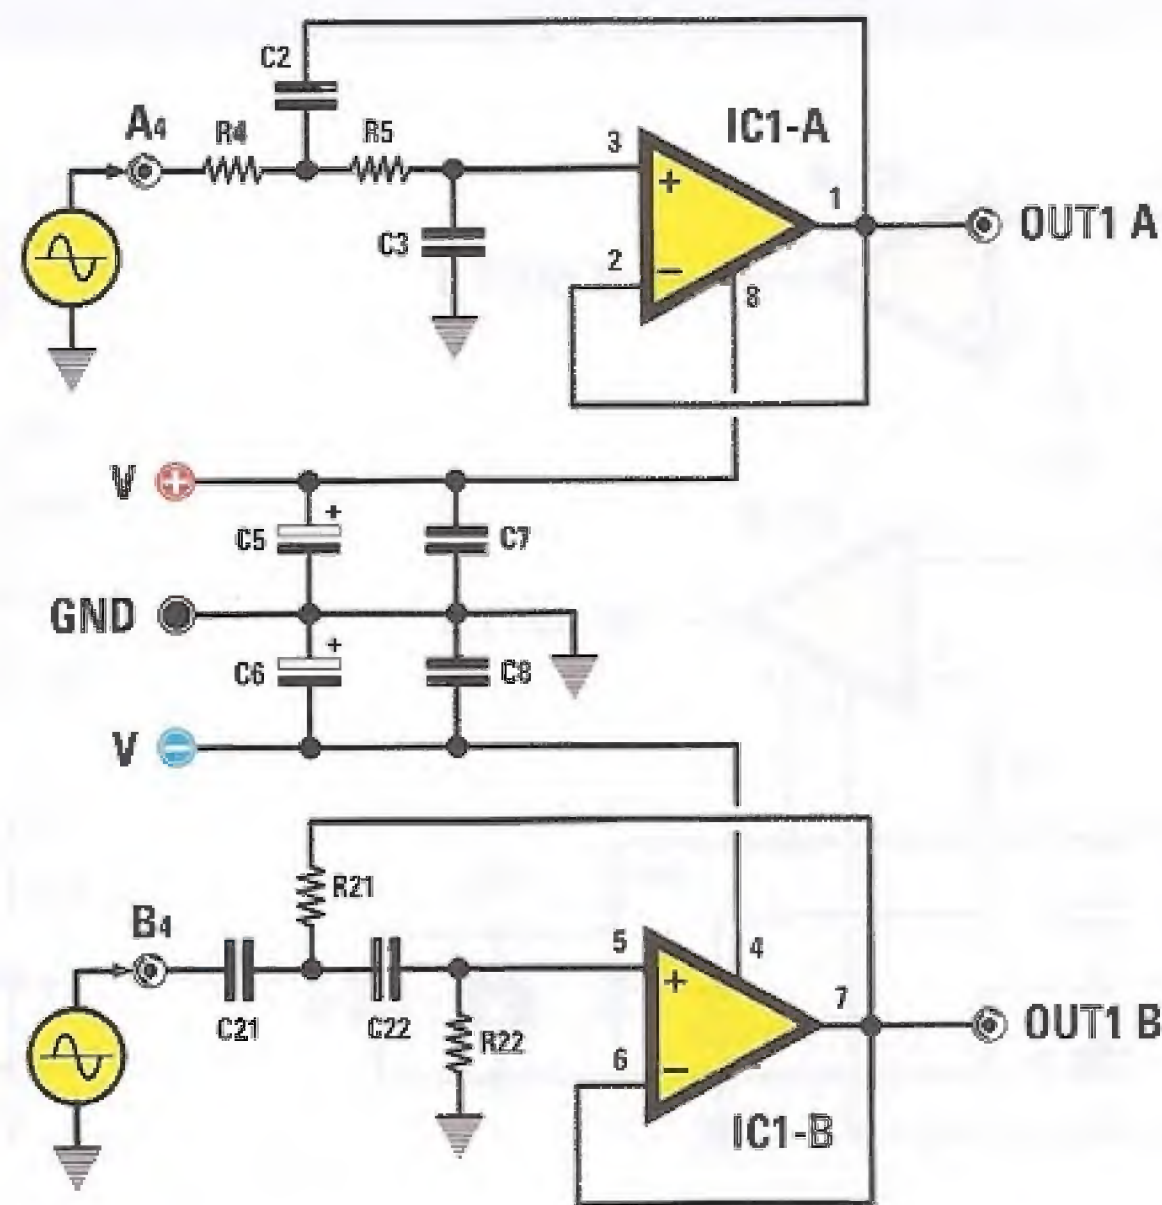 C2
A4
R4
R5
IC1-A
3
+
1
OUT1 A
C3
2
−
8
V +
+
C5
C7
GND
+
C6
C8
V −
R21
B4
5
4
+
7
C21
C22
R22
OUT1 B
6
−
IC1-B